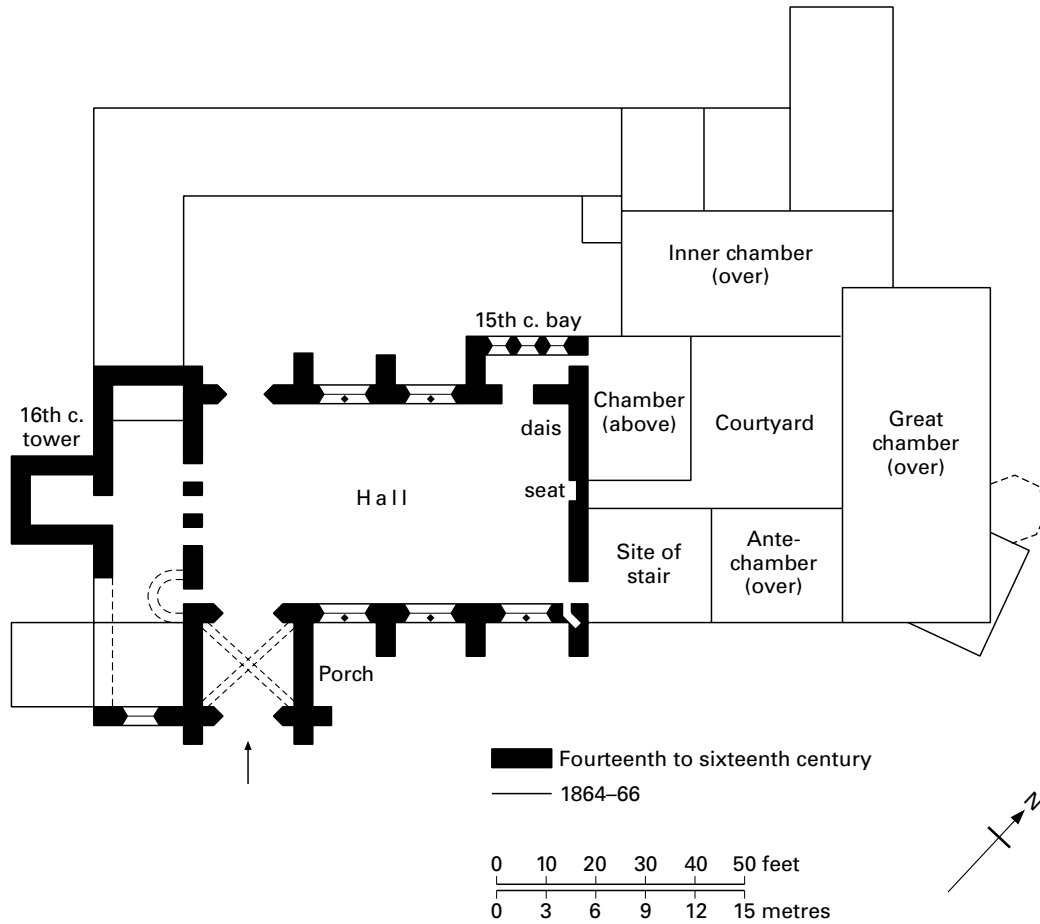 Inner chamber
(over)
15th c. bay
16th c.
tower
Chamber
(above)
Courtyard
Great
chamber
(over)
dais
Hall
seat
Site of
stair
Ante-
chamber
(over)
Porch
Fourteenth to sixteenth century
1864–66
N
0 10 20 30 40 50 feet
0 3 6 9 12 15 metres